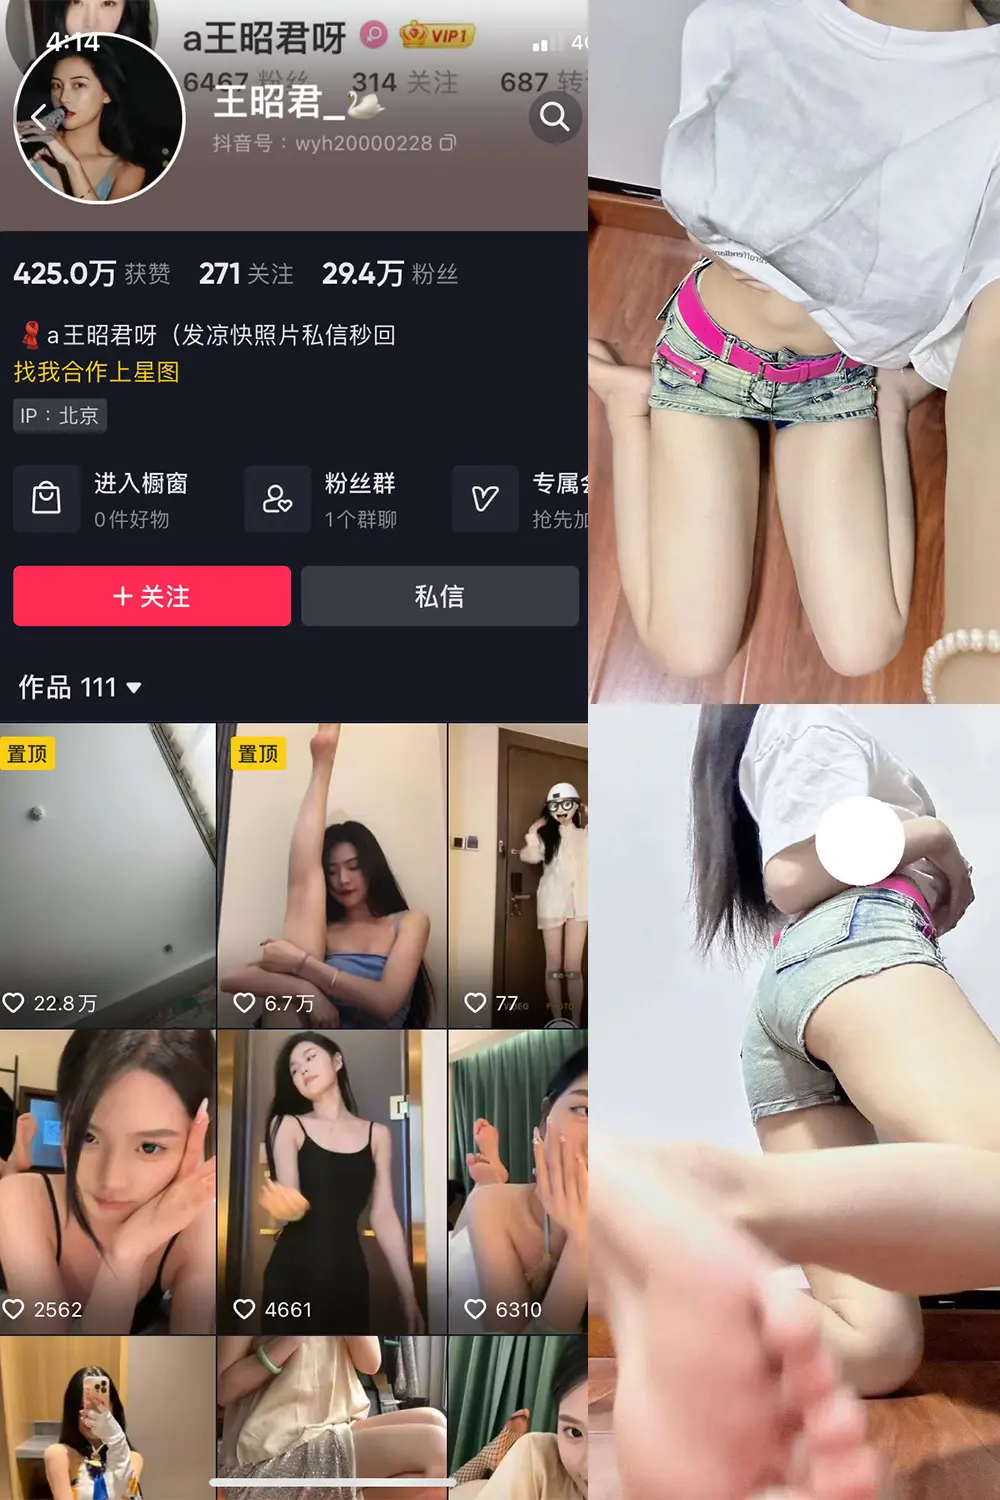 4:14
a王昭君呀
VIP1
6467 粉丝 314 关注 687 转
王昭君_
抖音号：wyh20000228
425.0万 获赞 271 关注 29.4万 粉丝
a王昭君呀（发凉快照片私信秒回
找我合作上星图
IP：北京
进入橱窗
0件好物
粉丝群
1个群聊
专属会
抢先加
+ 关注
私信
作品 111
置顶
22.8万
置顶
6.7万
VIDEO PHOTO
77
2562
4661
6310